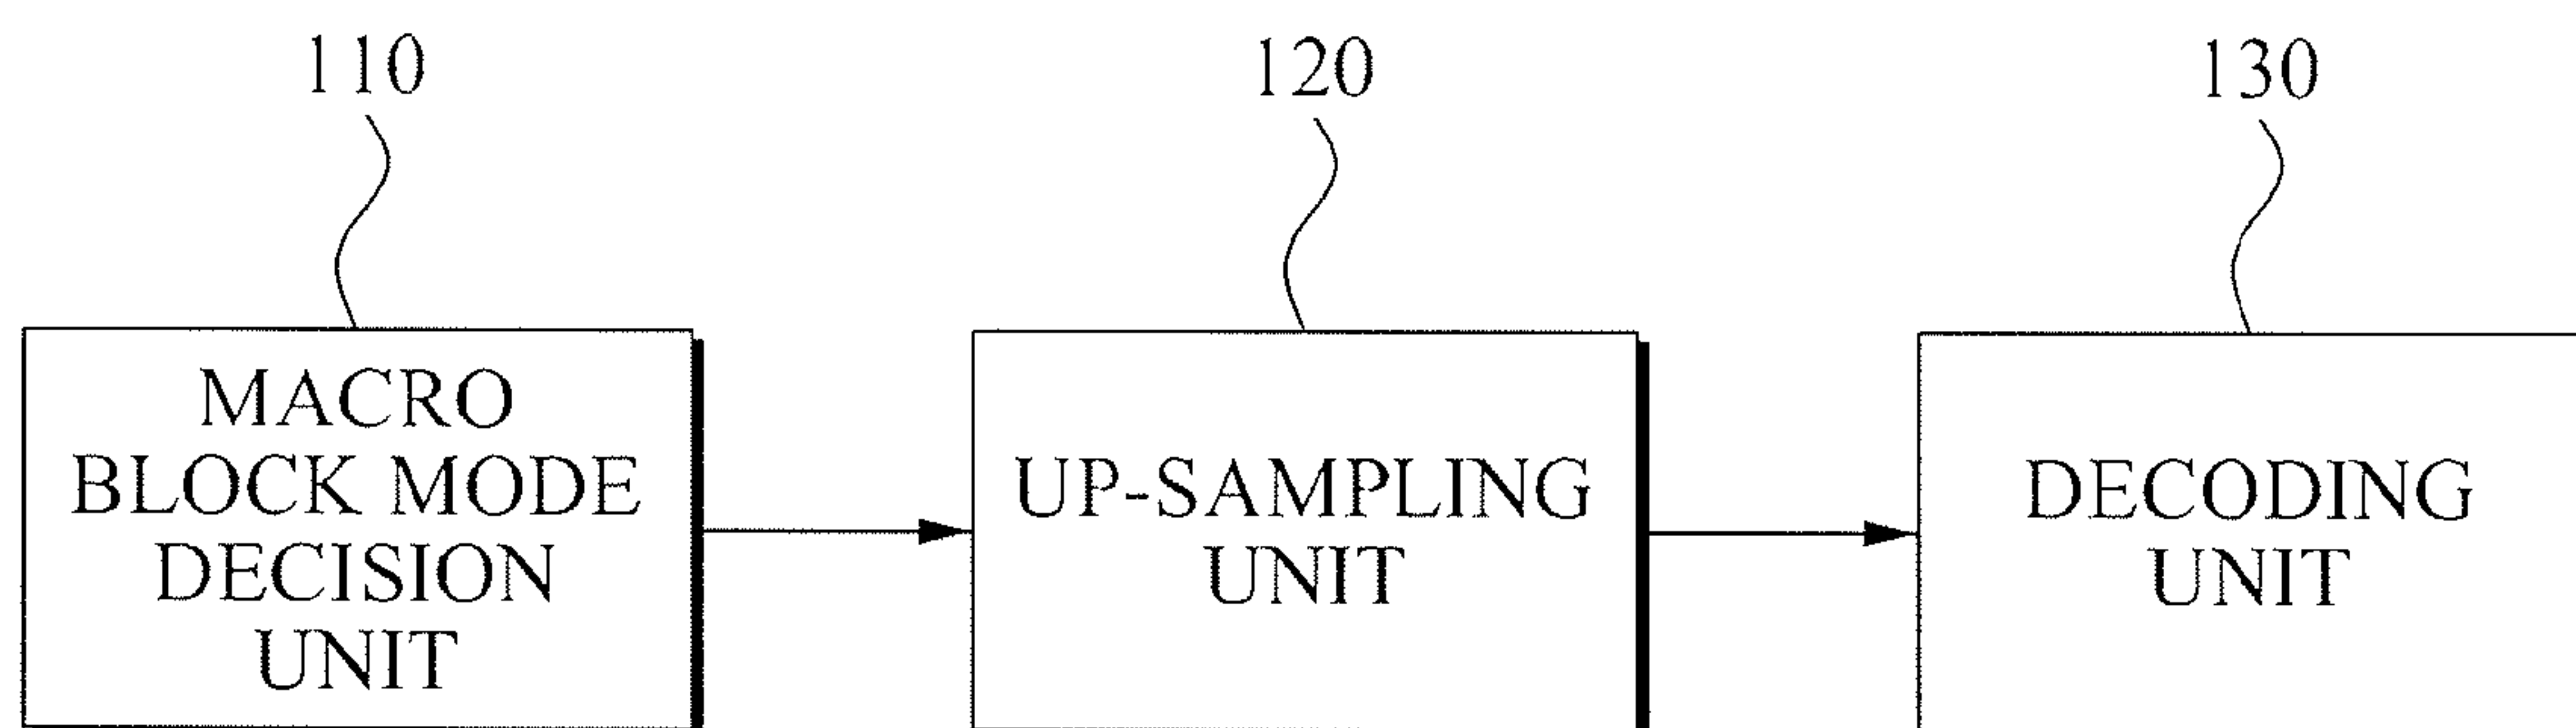 110
120
130
MACRO
BLOCK MODE
DECISION
UNIT
UP-SAMPLING
UNIT
DECODING
UNIT